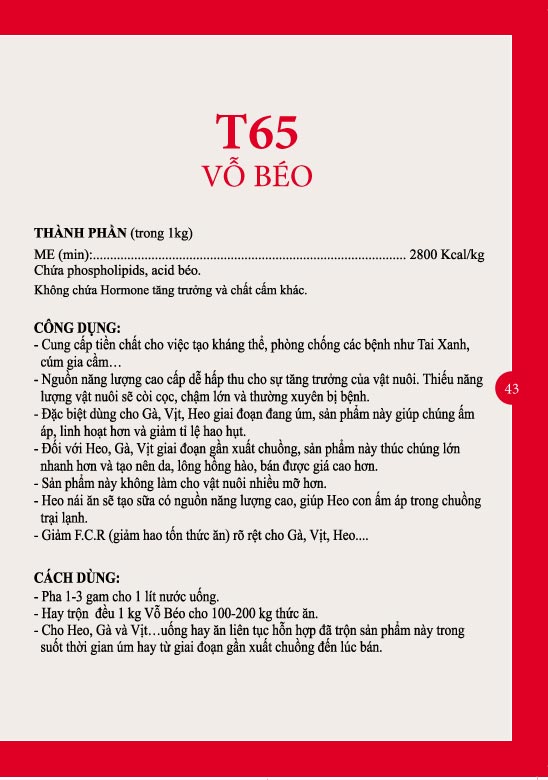 T65
VỖ BÉO
THÀNH PHẦN (trong 1kg)
ME (min):.......................................................................................... 2800 Kcal/kg
Chứa phospholipids, acid béo.
Không chứa Hormone tăng trưởng và chất cấm khác.
CÔNG DỤNG:
- Cung cấp tiền chất cho việc tạo kháng thể, phòng chống các bệnh như Tai Xanh,
cúm gia cầm…
- Nguồn năng lượng cao cấp dễ hấp thu cho sự tăng trưởng của vật nuôi. Thiếu năng
lượng vật nuôi sẽ còi cọc, chậm lớn và thường xuyên bị bệnh.
43
- Đặc biệt dùng cho Gà, Vịt, Heo giai đoạn đang úm, sản phẩm này giúp chúng ấm
áp, linh hoạt hơn và giảm tỉ lệ hao hụt.
- Đối với Heo, Gà, Vịt giai đoạn gần xuất chuồng, sản phẩm này thúc chúng lớn
nhanh hơn và tạo nên da, lông hồng hào, bán được giá cao hơn.
- Sản phẩm này không làm cho vật nuôi nhiều mỡ hơn.
- Heo nái ăn sẽ tạo sữa có nguồn năng lượng cao, giúp Heo con ấm áp trong chuồng
trại lạnh.
- Giảm F.C.R (giảm hao tốn thức ăn) rõ rệt cho Gà, Vịt, Heo....
CÁCH DÙNG:
- Pha 1-3 gam cho 1 lít nước uống.
- Hay trộn đều 1 kg Vỗ Béo cho 100-200 kg thức ăn.
- Cho Heo, Gà và Vịt…uống hay ăn liên tục hỗn hợp đã trộn sản phẩm này trong
suốt thời gian úm hay từ giai đoạn gần xuất chuồng đến lúc bán.